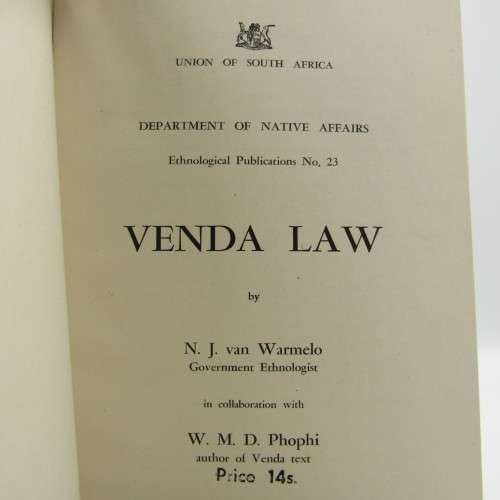 UNION OF SOUTH AFRICA
DEPARTMENT OF NATIVE AFFAIRS
Ethnological Publications No. 23
VENDA LAW
by
N. J. van Warmelo
Government Ethnologist
in collaboration with
W. M. D. Phophi
author of Venda text
Price 14s.